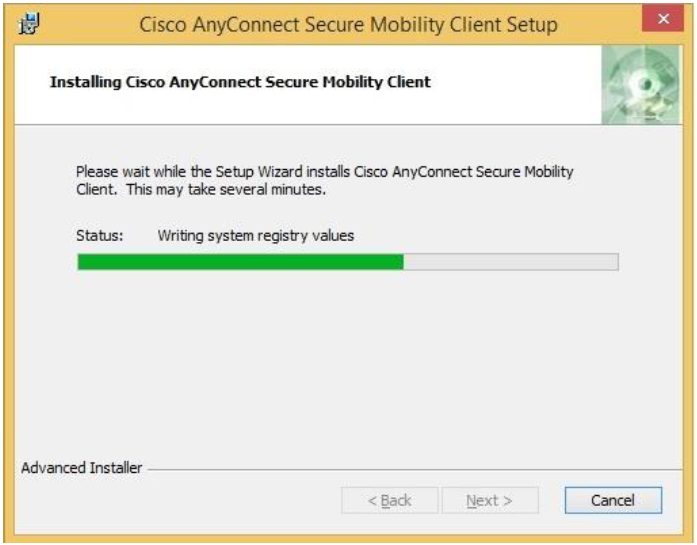 Cisco AnyConnect Secure Mobility Client Setup
Installing Cisco AnyConnect Secure Mobility Client
Please wait while the Setup Wizard installs Cisco AnyConnect Secure Mobility
Client. This may take several minutes.
Status: Writing system registry values
Advanced Installer
< Back Next > Cancel